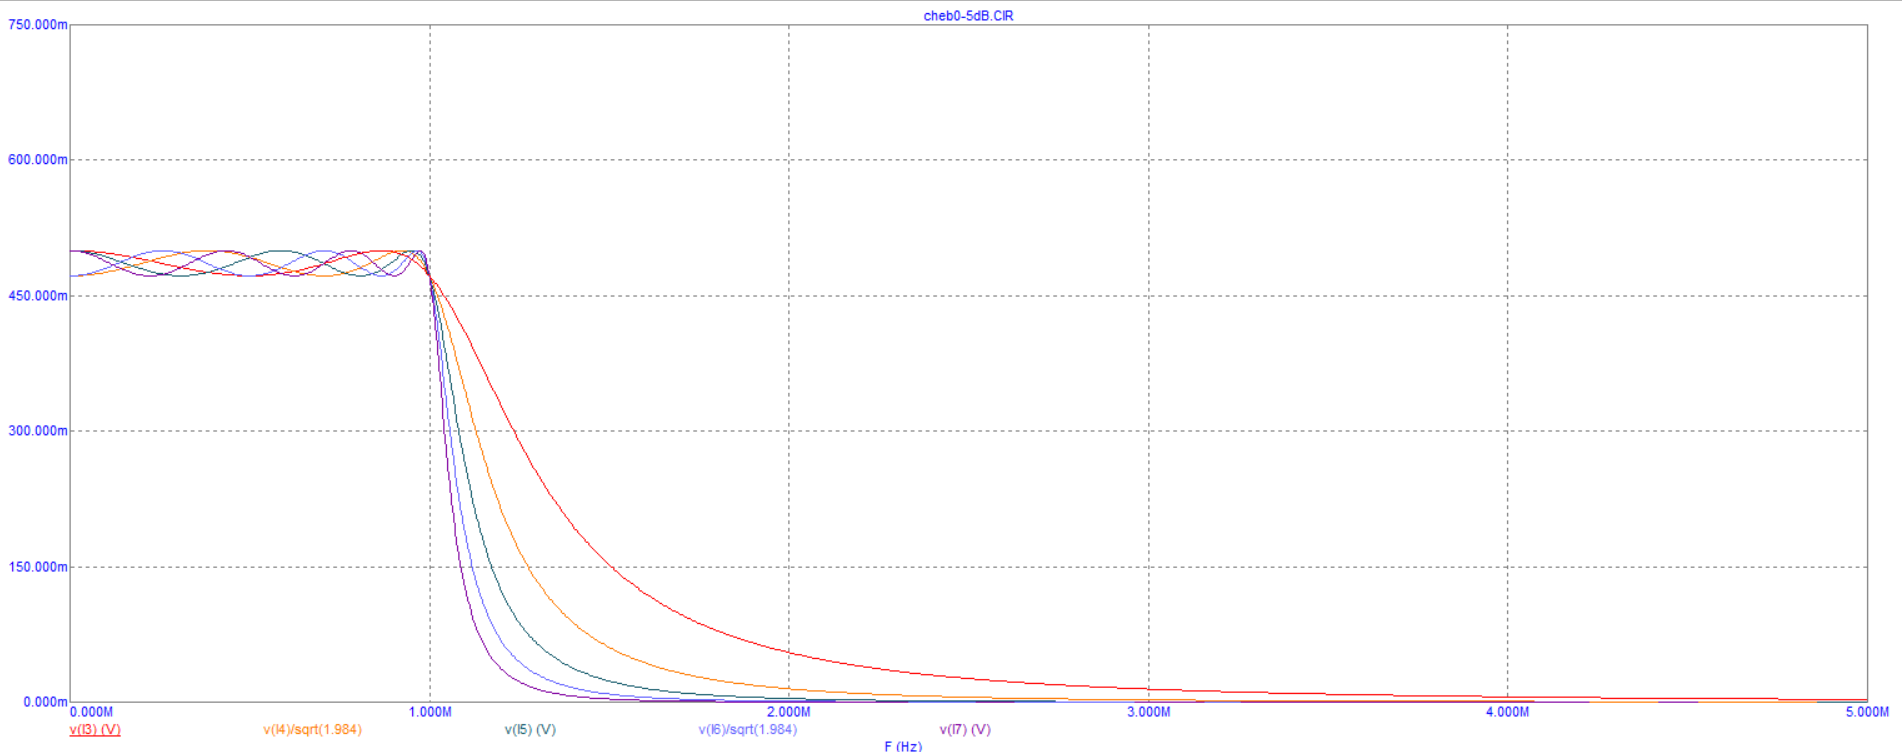 cheb0-5dB.CIR
750.000m
600.000m
450.000m
300.000m
150.000m
0.000m
0.000M 1.000M 2.000M 3.000M 4.000M 5.000M
v(l3) (V) v(l4)/sqrt(1.984) v(l5) (V) v(l6)/sqrt(1.984) v(l7) (V)
F (Hz)